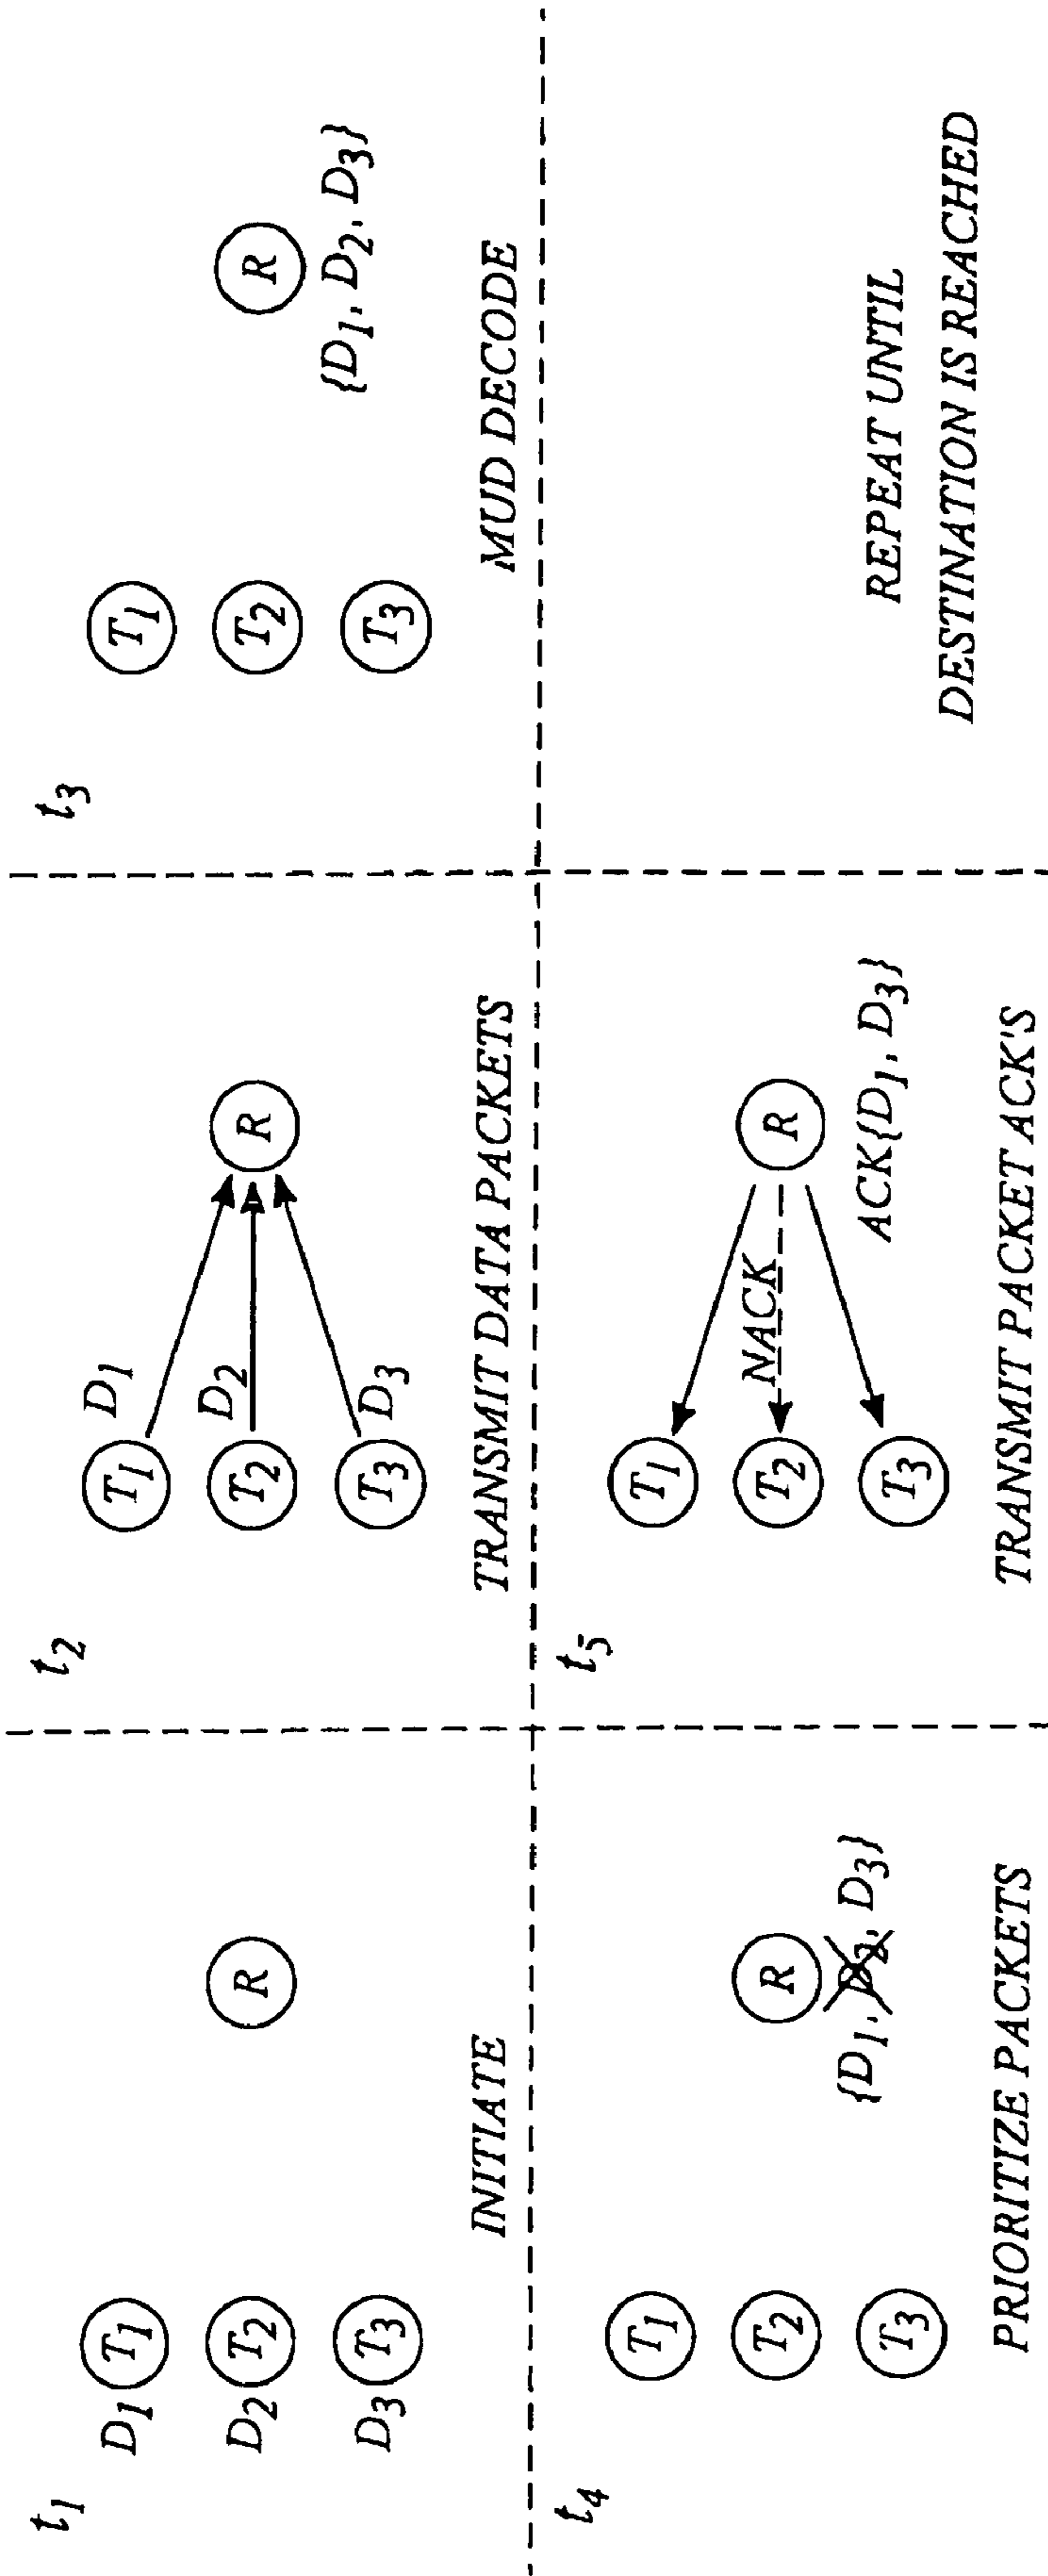 t1
D1 T1
D2 T2 R
D3 T3
INITIATE
t2
T1 D1
T2 D2 R
T3 D3
TRANSMIT DATA PACKETS
t3
T1
T2 R
{D1, D2, D3}
T3
MUD DECODE
t4
T1
T2 R
{D1, D2, D3}
T3
PRIORITIZE PACKETS
t5
T1
NACK
T2 R
ACK{D1, D3}
T3
TRANSMIT PACKET ACK'S
REPEAT UNTIL
DESTINATION IS REACHED